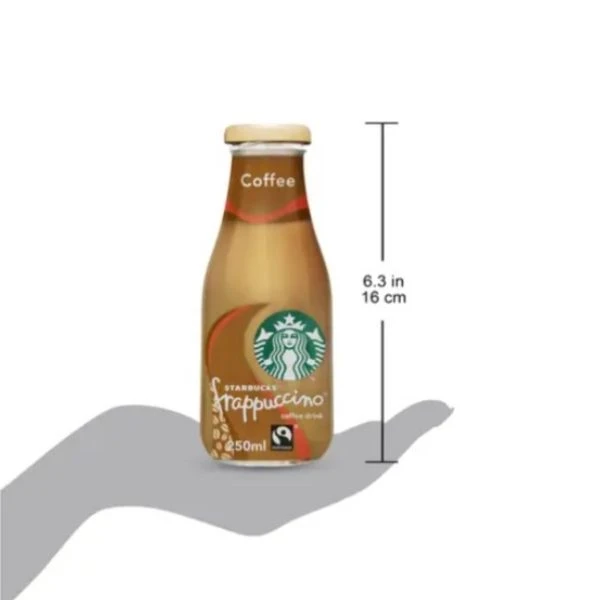 Coffee
6.3 in
16 cm
STARBUCKS
frappuccino
coffee drink
250ml